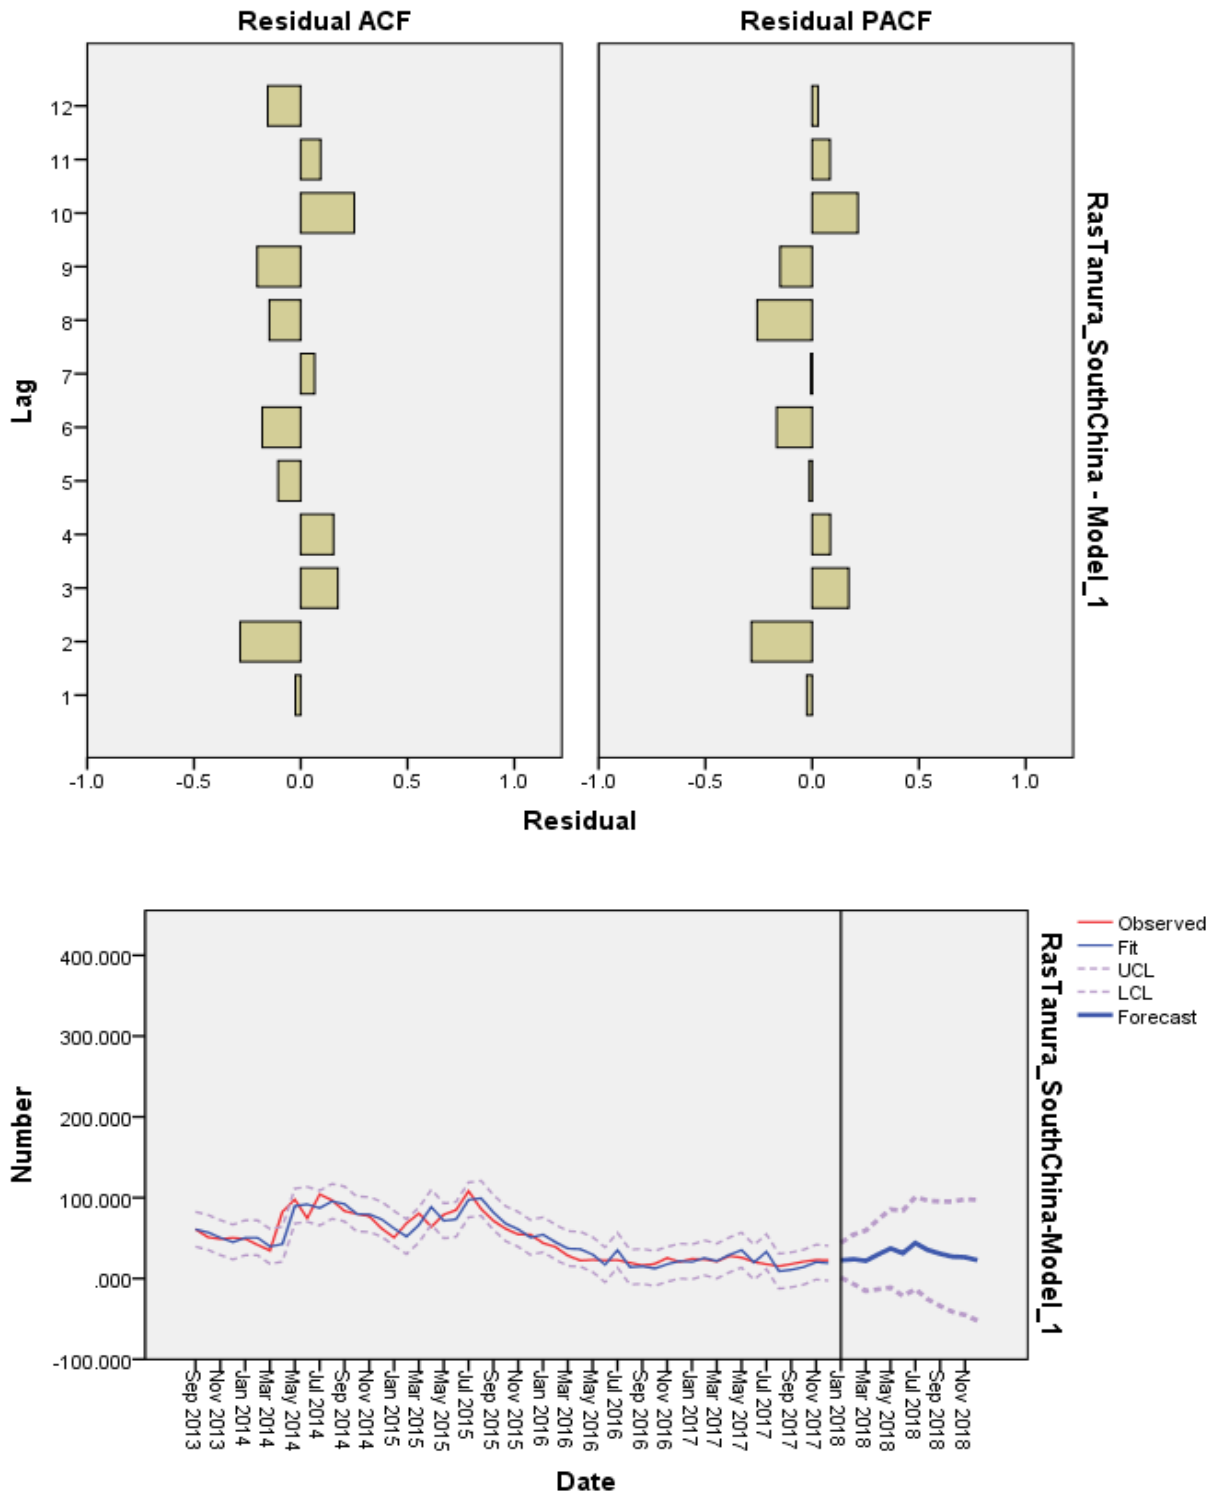 Residual ACF
Residual PACF
Lag
12
11
10
9
8
7
6
5
4
3
2
1
-1.0
-0.5
0.0
0.5
1.0
-1.0
-0.5
0.0
0.5
1.0
Residual
RasTanura_SouthChina - Model_1
Number
400.000
300.000
200.000
100.000
.000
-100.000
Sep 2013
Nov 2013
Jan 2014
Mar 2014
May 2014
Jul 2014
Sep 2014
Nov 2014
Jan 2015
Mar 2015
May 2015
Jul 2015
Sep 2015
Nov 2015
Jan 2016
Mar 2016
May 2016
Jul 2016
Sep 2016
Nov 2016
Jan 2017
Mar 2017
May 2017
Jul 2017
Sep 2017
Nov 2017
Jan 2018
Mar 2018
May 2018
Jul 2018
Sep 2018
Nov 2018
Date
RasTanura_SouthChina-Model_1
Observed
Fit
UCL
LCL
Forecast